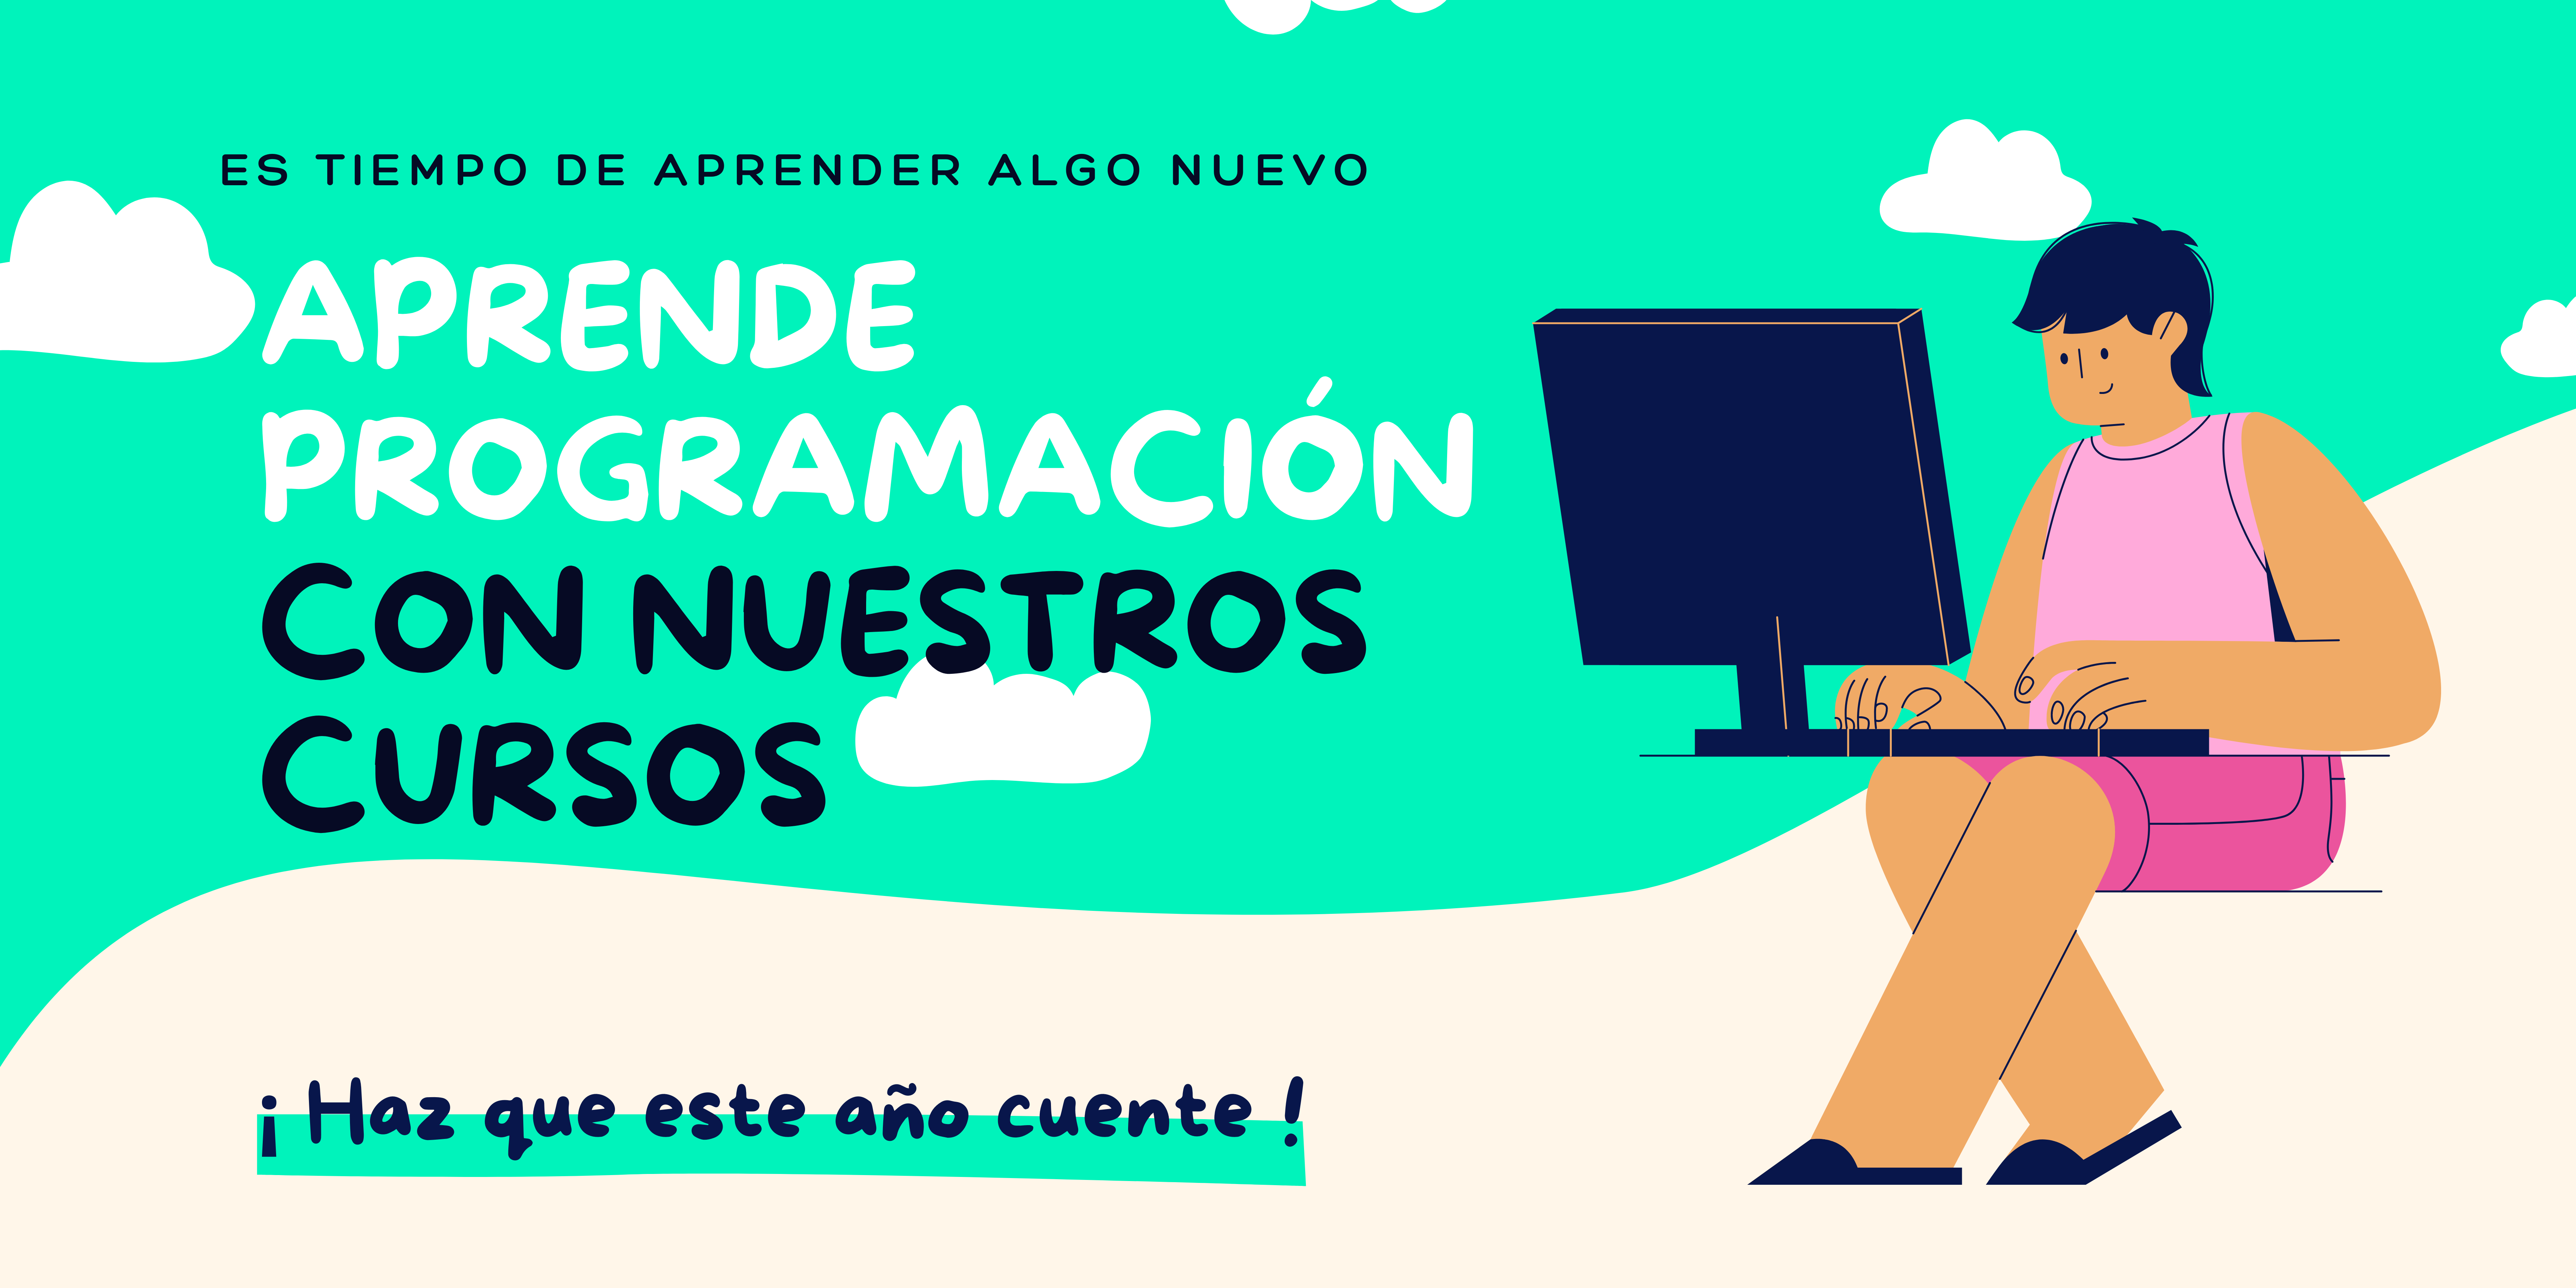 ES TIEMPO DE APRENDER ALGO NUEVO
APRENDE
PROGRAMACIÓN
CON NUESTROS
CURSOS
¡ Haz que este año cuente !